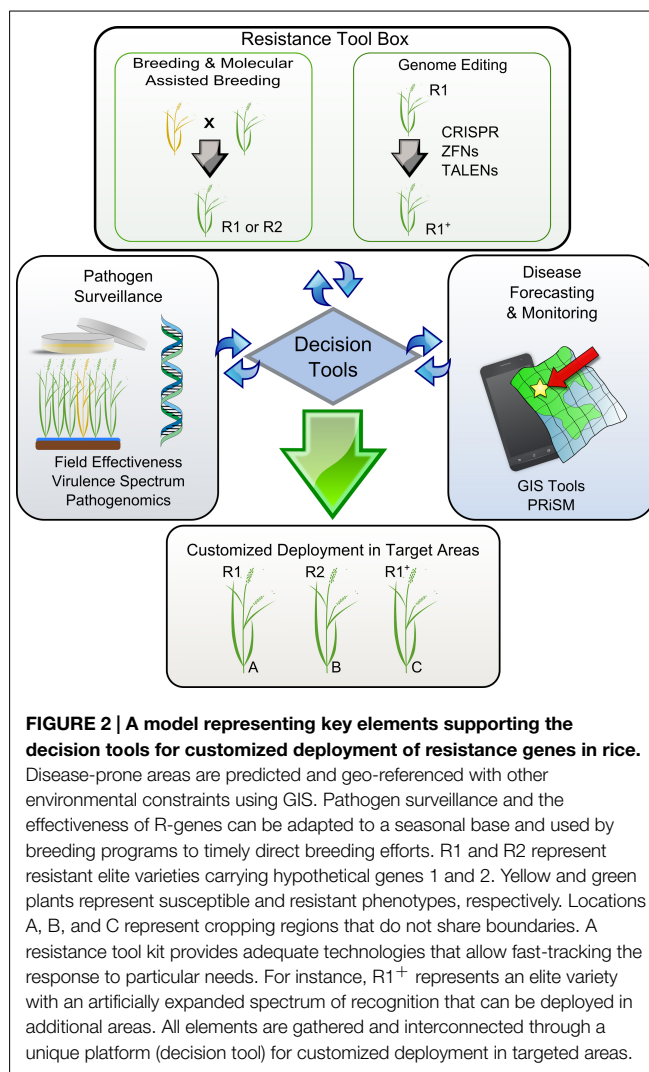 Resistance Tool Box
Breeding & Molecular
Assisted Breeding
x
R1 or R2
Genome Editing
R1
CRISPR
ZFNs
TALENs
R1+
Pathogen
Surveillance
Field Effectiveness
Virulence Spectrum
Pathogenomics
Decision
Tools
Disease
Forecasting
& Monitoring
GIS Tools
PRiSM
Customized Deployment in Target Areas
R1 R2 R1+
A B C
FIGURE 2 | A model representing key elements supporting the
decision tools for customized deployment of resistance genes in rice.
Disease-prone areas are predicted and geo-referenced with other
environmental constraints using GIS. Pathogen surveillance and the
effectiveness of R-genes can be adapted to a seasonal base and used by
breeding programs to timely direct breeding efforts. R1 and R2 represent
resistant elite varieties carrying hypothetical genes 1 and 2. Yellow and green
plants represent susceptible and resistant phenotypes, respectively. Locations
A, B, and C represent cropping regions that do not share boundaries. A
resistance tool kit provides adequate technologies that allow fast-tracking the
response to particular needs. For instance, R1+ represents an elite variety
with an artificially expanded spectrum of recognition that can be deployed in
additional areas. All elements are gathered and interconnected through a
unique platform (decision tool) for customized deployment in targeted areas.